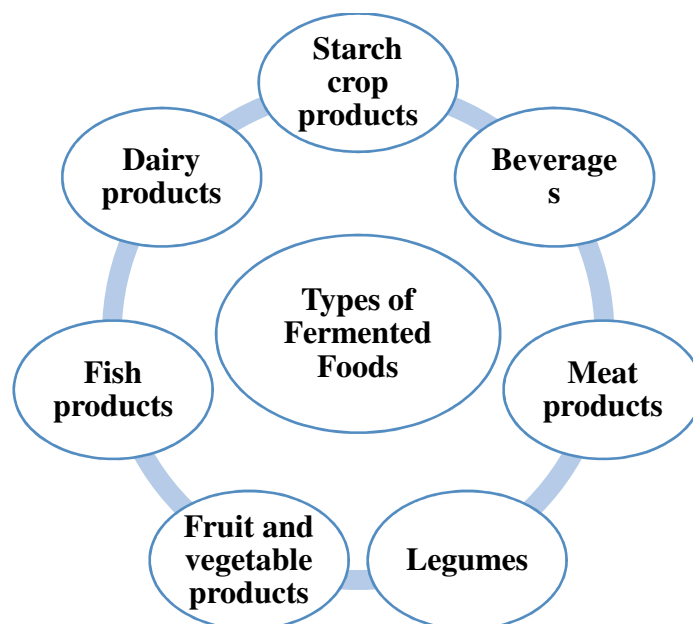 Starch
crop
products
Beverage
s
Meat
products
Legumes
Fruit and
vegetable
products
Fish
products
Dairy
products
Types of
Fermented
Foods